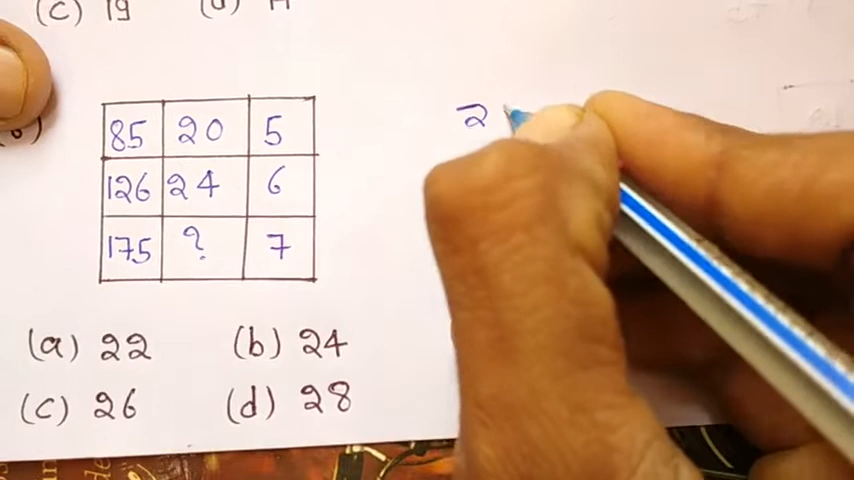 (c) 19
85 20 5
2
126 24 6
175 ? 7
(a) 22 (b) 24
(c) 26 (d) 28